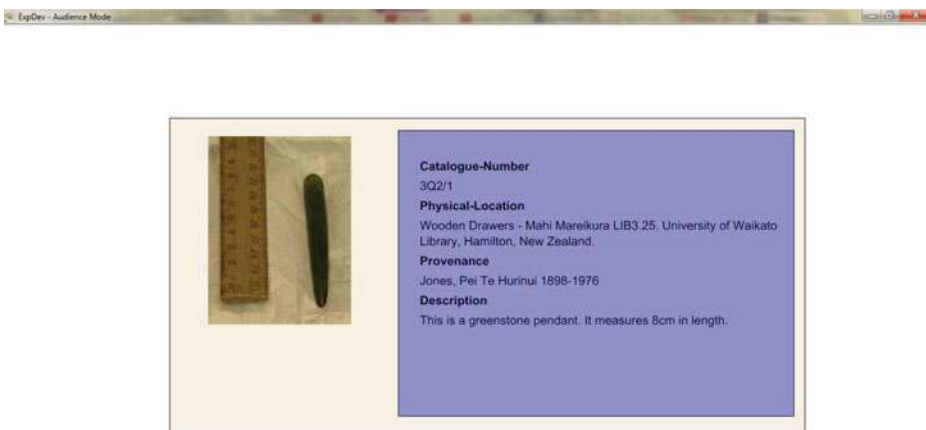 ExpDev - Audience Mode
Catalogue-Number
3Q2/1
Physical-Location
Wooden Drawers - Mahi Mareikura LIB3.25. University of Waikato
Library, Hamilton, New Zealand.
Provenance
Jones, Pei Te Hurinui 1898-1976
Description
This is a greenstone pendant. It measures 8cm in length.